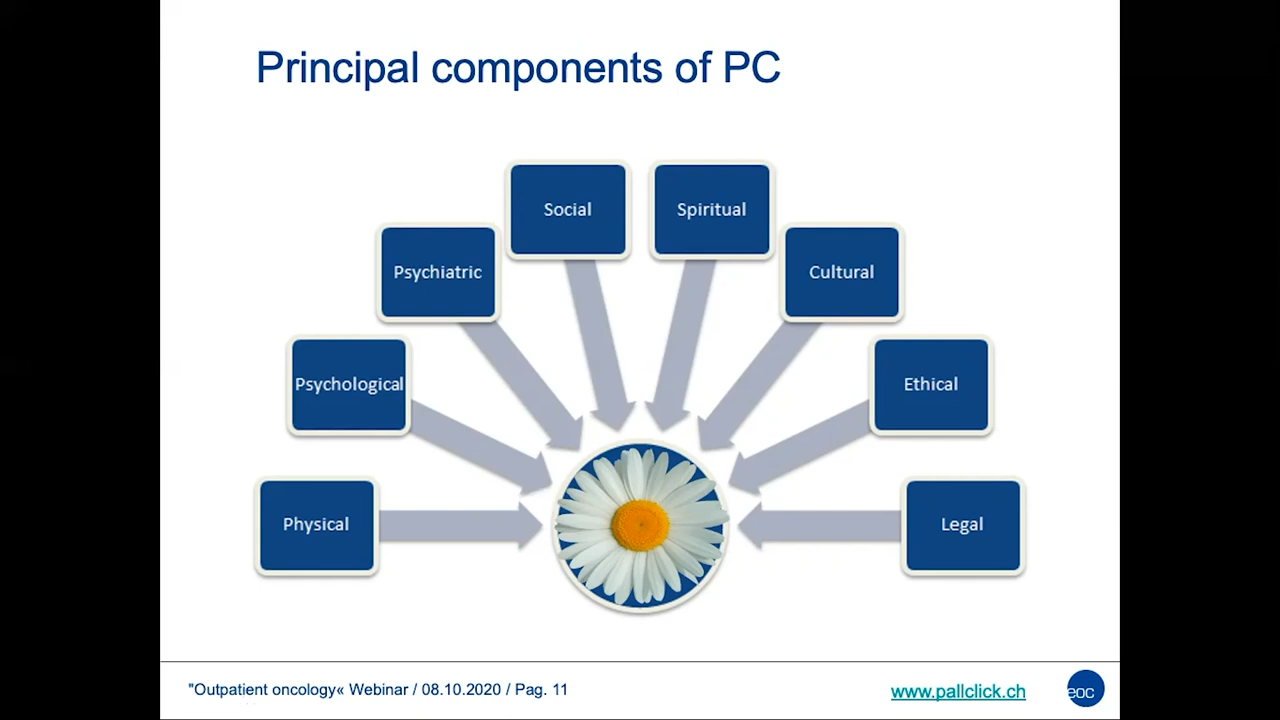 Principal components of PC
Social
Spiritual
Psychiatric
Cultural
Psychological
Ethical
Physical
Legal
"Outpatient oncology« Webinar / 08.10.2020 / Pag. 11
www.pallclick.ch
eoc